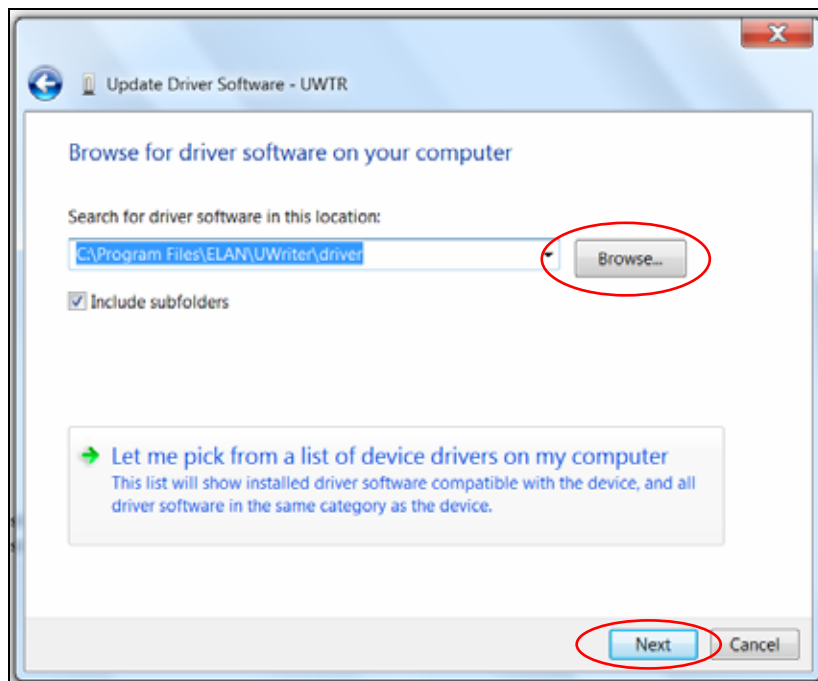 Update Driver Software - UWTR
Browse for driver software on your computer
Search for driver software in this location:
C:\Program Files\ELAN\UWriter\driver
Browse...
Include subfolders
Let me pick from a list of device drivers on my computer
This list will show installed driver software compatible with the device, and all
driver software in the same category as the device.
Next
Cancel